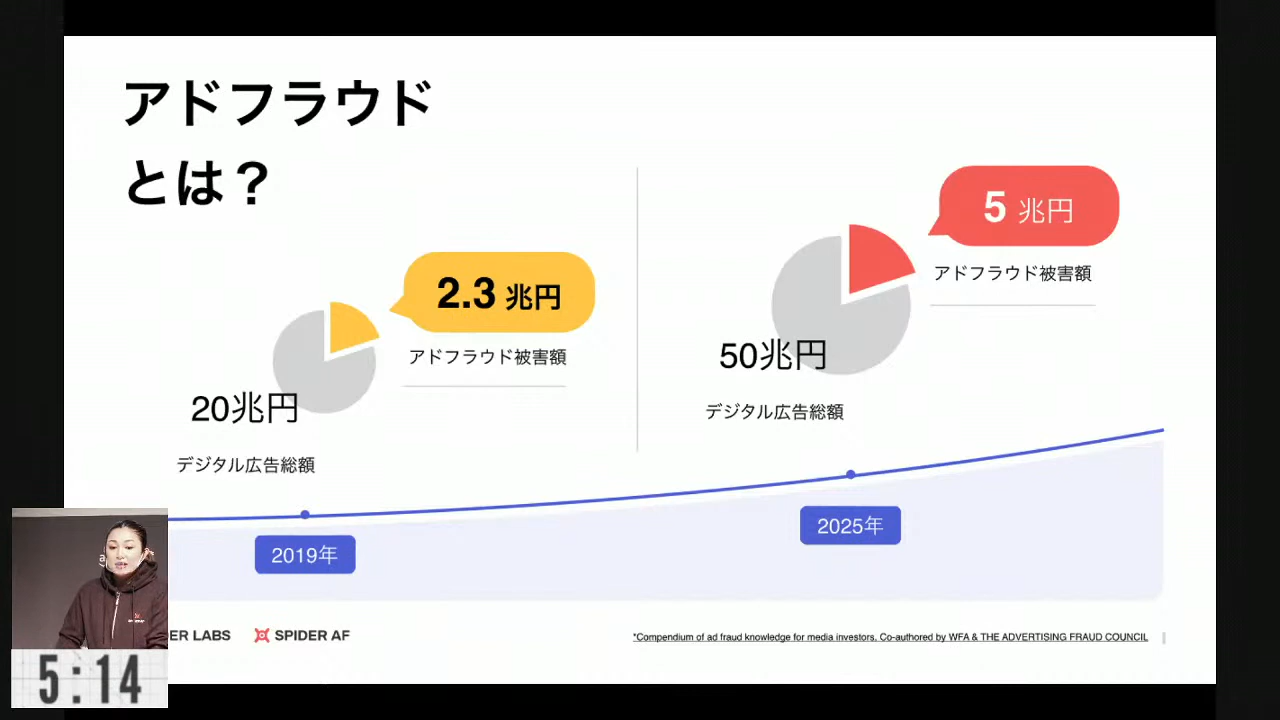 アドフラウド
とは？
2.3 兆円
アドフラウド被害額
20兆円
デジタル広告総額
5 兆円
アドフラウド被害額
50兆円
デジタル広告総額
2019年
2025年
ER LABS
SPIDER AF
*Compendium of ad fraud knowledge for media investors. Co-authored by WFA & THE ADVERTISING FRAUD COUNCIL
5:14